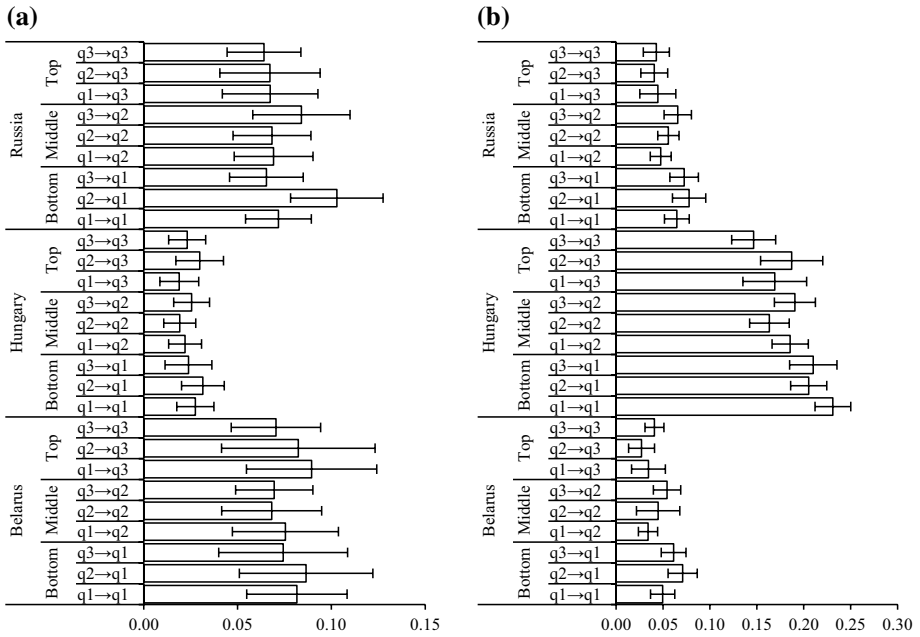 (a)
Russia
Top
q3→q3
q2→q3
q1→q3
Middle
q3→q2
q2→q2
q1→q2
Bottom
q3→q1
q2→q1
q1→q1
Hungary
Top
q3→q3
q2→q3
q1→q3
Middle
q3→q2
q2→q2
q1→q2
Bottom
q3→q1
q2→q1
q1→q1
Belarus
Top
q3→q3
q2→q3
q1→q3
Middle
q3→q2
q2→q2
q1→q2
Bottom
q3→q1
q2→q1
q1→q1
0.00 0.05 0.10 0.15
(b)
Russia
Top
q3→q3
q2→q3
q1→q3
Middle
q3→q2
q2→q2
q1→q2
Bottom
q3→q1
q2→q1
q1→q1
Hungary
Top
q3→q3
q2→q3
q1→q3
Middle
q3→q2
q2→q2
q1→q2
Bottom
q3→q1
q2→q1
q1→q1
Belarus
Top
q3→q3
q2→q3
q1→q3
Middle
q3→q2
q2→q2
q1→q2
Bottom
q3→q1
q2→q1
q1→q1
0.00 0.05 0.10 0.15 0.20 0.25 0.30